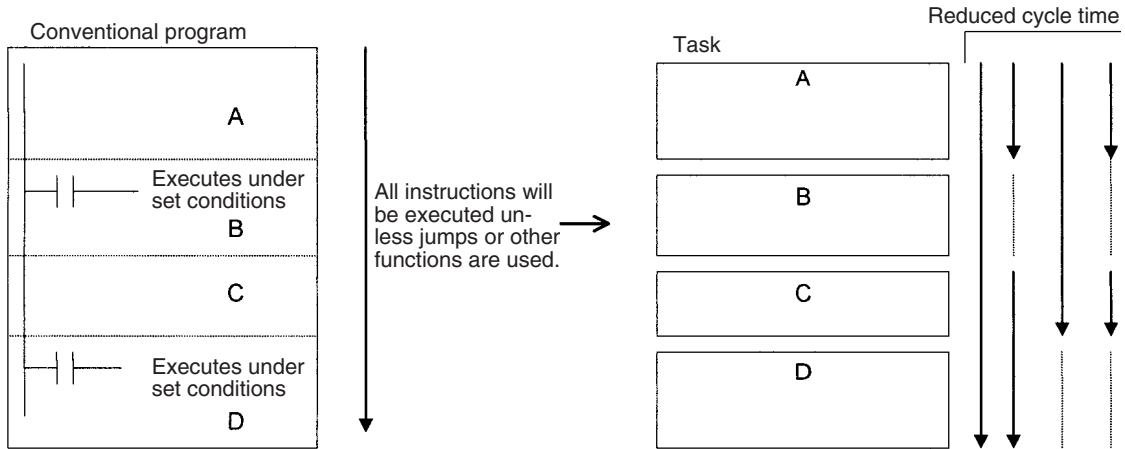 Conventional program
A
Executes under
set conditions
B
C
Executes under
set conditions
D
All instructions will
be executed un-
less jumps or other
functions are used.
Task
A
B
C
D
Reduced cycle time